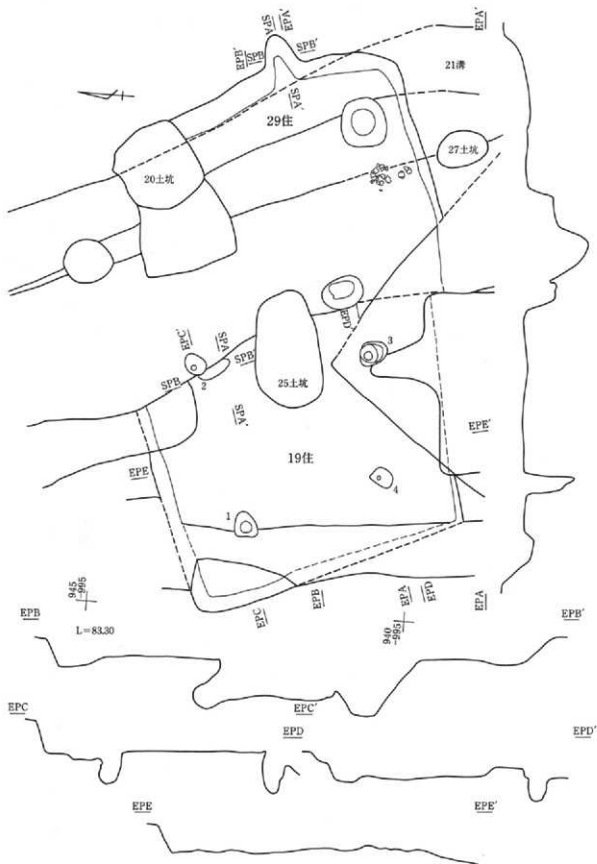 EPA'
SPA
EPA'
SPB'
EPB'
SPB
21溝
SPA'
29住
27土坑
20土坑
EPD'
EPC'
SPA
SPB'
3
2
25土坑
SPB
SPA'
EPE'
19住
EPE
4
1
945
-995
EPC
EPB
EPA
EPD
EPA
940
-995
L=83.30
EPB
EPB'
EPC
EPC'
EPD
EPD'
EPE
EPE'